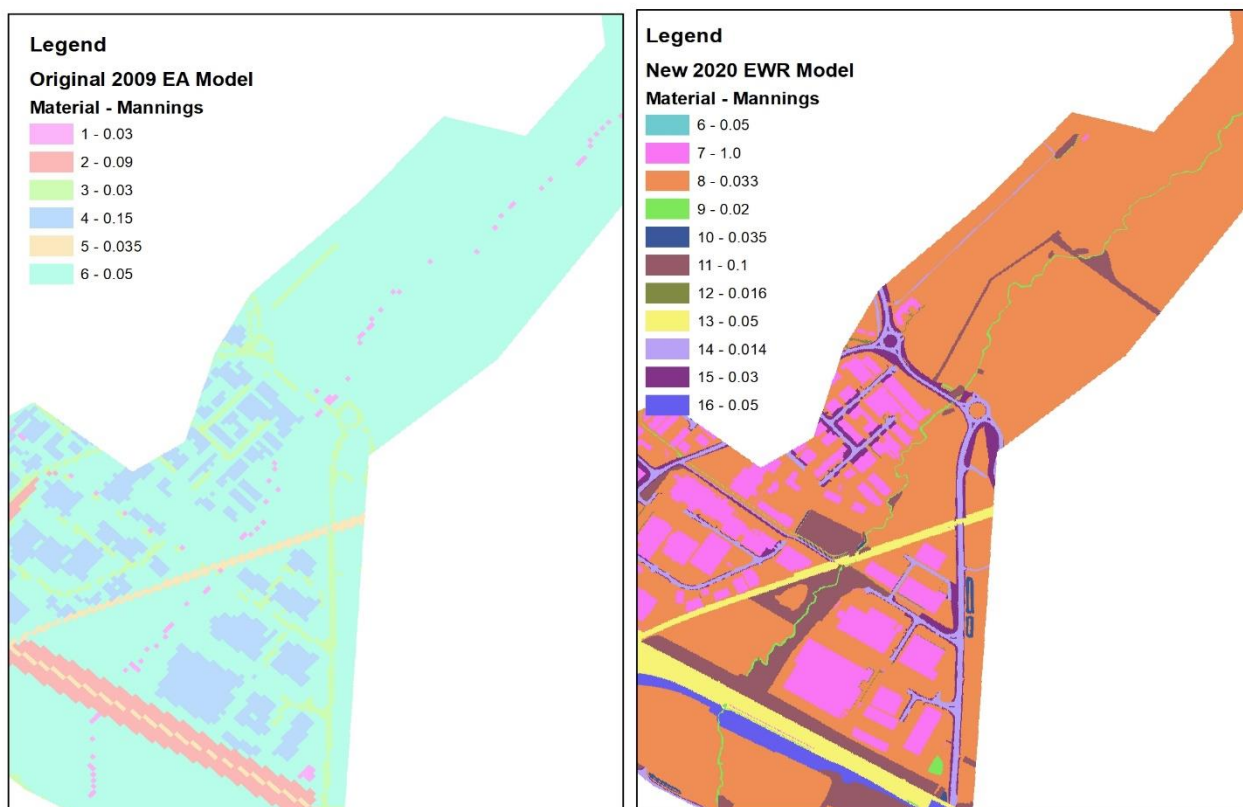 Legend
Original 2009 EA Model
Material - Mannings
1 - 0.03
2 - 0.09
3 - 0.03
4 - 0.15
5 - 0.035
6 - 0.05
Legend
New 2020 EWR Model
Material - Mannings
6 - 0.05
7 - 1.0
8 - 0.033
9 - 0.02
10 - 0.035
11 - 0.1
12 - 0.016
13 - 0.05
14 - 0.014
15 - 0.03
16 - 0.05